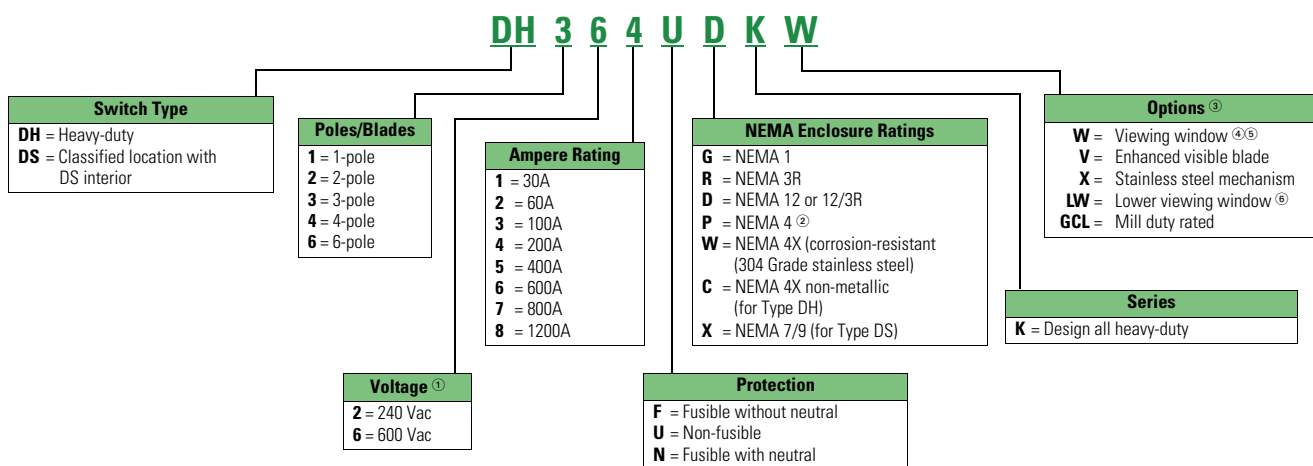 DH 3 6 4 U D K W
Switch Type
DH = Heavy-duty
DS = Classified location with
DS interior
Poles/Blades
1 = 1-pole
2 = 2-pole
3 = 3-pole
4 = 4-pole
6 = 6-pole
Voltage ①
2 = 240 Vac
6 = 600 Vac
Ampere Rating
1 = 30A
2 = 60A
3 = 100A
4 = 200A
5 = 400A
6 = 600A
7 = 800A
8 = 1200A
Protection
F = Fusible without neutral
U = Non-fusible
N = Fusible with neutral
NEMA Enclosure Ratings
G = NEMA 1
R = NEMA 3R
D = NEMA 12 or 12/3R
P = NEMA 4 ②
W = NEMA 4X (corrosion-resistant
(304 Grade stainless steel)
C = NEMA 4X non-metallic
(for Type DH)
X = NEMA 7/9 (for Type DS)
Series
K = Design all heavy-duty
Options ③
W = Viewing window ④⑤
V = Enhanced visible blade
X = Stainless steel mechanism
LW = Lower viewing window ⑥
GCL = Mill duty rated